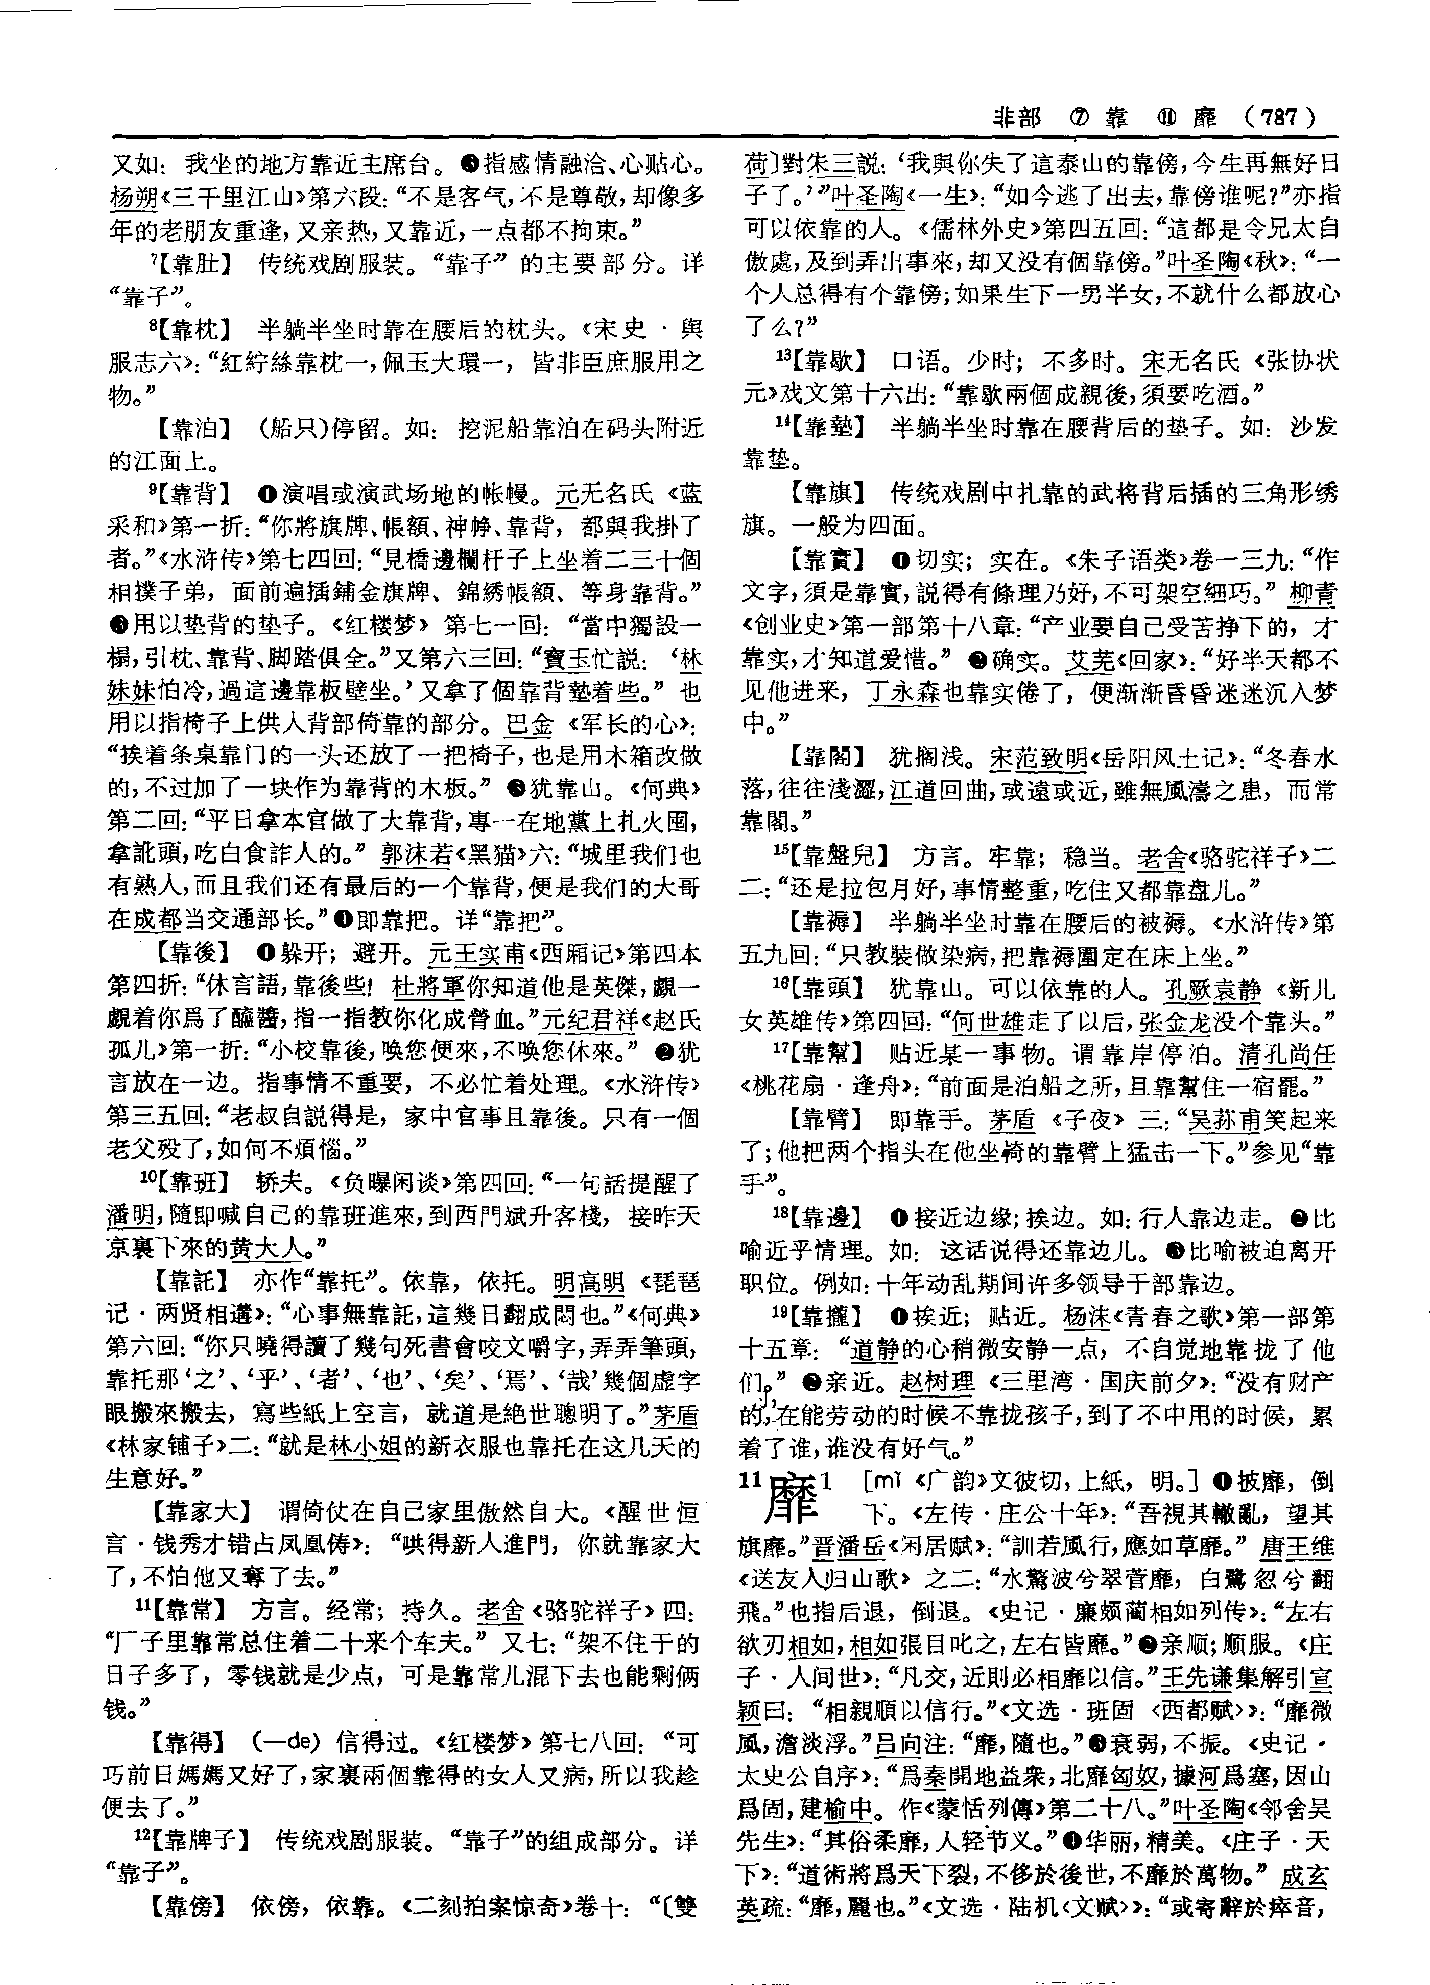 非部 ⑦ 靠 ⑪ 靡 (787)
又如：我坐的地方靠近主席台。❸指感情融洽、心贴心。
杨朔《三千里江山》第六段：“不是客气，不是尊敬，却像多
年的老朋友重逢，又亲热，又靠近，一点都不拘束。”
⁷【靠肚】 传统戏剧服装。“靠子”的主要部分。详
“靠子”。
⁸【靠枕】 半躺半坐时靠在腰后的枕头。《宋史·舆
服志六》：“紅紵絲靠枕一，佩玉大環一，皆非臣庶服用之
物。”
【靠泊】 (船只)停留。如：挖泥船靠泊在码头附近
的江面上。
⁹【靠背】 ❶演唱或演武场地的帐幔。元无名氏《蓝
采和》第一折：“你將旗牌、帳額、神幀、靠背，都與我掛了
者。”《水浒传》第七四回：“見橋邊欄杆子上坐着二三十個
相撲子弟，面前遍插鋪金旗牌、錦綉帳額、等身靠背。”
❷用以垫背的垫子。《红楼梦》第七一回：“當中獨設一
榻，引枕、靠背、脚踏俱全。”又第六三回：“寶玉忙説：‘林
妹妹怕冷，過這邊靠板壁坐。’又拿了個靠背墊着些。”也
用以指椅子上供人背部倚靠的部分。巴金《军长的心》：
“挨着条桌靠门的一头还放了一把椅子，也是用木箱改做
的，不过加了一块作为靠背的木板。”❸犹靠山。《何典》
第二回：“平日拿本官做了大靠背，專一在地黨上扎火囤，
拿訛頭，吃白食詐人的。”郭沫若《黑猫》六：“城里我们也
有熟人，而且我们还有最后的一个靠背，便是我们的大哥
在成都当交通部长。”❹即靠把。详“靠把”。
【靠後】 ❶躲开；避开。元王实甫《西厢记》第四本
第四折：“休言語，靠後些！杜將軍你知道他是英傑，覷一
覷着你爲了醯醬，指一指教你化成膋血。”元纪君祥《赵氏
孤儿》第一折：“小校靠後，唤您便來，不唤您休來。”❷犹
言放在一边。指事情不重要，不必忙着处理。《水浒传》
第三五回：“老叔自説得是，家中官事且靠後。只有一個
老父殁了，如何不煩惱。”
¹⁰【靠班】 轿夫。《负曝闲谈》第四回：“一句話提醒了
潘明，隨即喊自己的靠班進來，到西門斌升客棧，接昨天
京裏下來的黄大人。”
【靠託】 亦作“靠托”。依靠，依托。明高明《琵琶
记·两贤相遘》：“心事無靠託，這幾日翻成悶也。”《何典》
第六回：“你只曉得讀了幾句死書會咬文嚼字，弄弄筆頭，
靠托那‘之’、‘乎’、‘者’、‘也’、‘矣’、‘焉’、‘哉’幾個虚字
眼搬來搬去，寫些紙上空言，就道是絶世聰明了。”茅盾
《林家铺子》二：“就是林小姐的新衣服也靠托在这几天的
生意好。”
【靠家大】 谓倚仗在自己家里傲然自大。《醒世恒
言·钱秀才错占凤凰俦》：“哄得新人進門，你就靠家大
了，不怕他又奪了去。”
¹¹【靠常】 方言。经常；持久。老舍《骆驼祥子》四：
“厂子里靠常总住着二十来个车夫。”又七：“架不住干的
日子多了，零钱就是少点，可是靠常儿混下去也能剩俩
钱。”
【靠得】 (—de) 信得过。《红楼梦》第七八回：“可
巧前日媽媽又好了，家裏兩個靠得的女人又病，所以我趁
便去了。”
¹²【靠牌子】 传统戏剧服装。“靠子”的组成部分。详
“靠子”。
【靠傍】 依傍，依靠。《二刻拍案惊奇》卷十：“〔雙
荷〕對朱三説：‘我與你失了這泰山的靠傍，今生再無好日
子了。’”叶圣陶《一生》：“如今逃了出去，靠傍谁呢？”亦指
可以依靠的人。《儒林外史》第四五回：“這都是令兄太自
傲處，及到弄出事來，却又没有個靠傍。”叶圣陶《秋》：“一
个人总得有个靠傍；如果生下一男半女，不就什么都放心
了么？”
¹³【靠歇】 口语。少时；不多时。宋无名氏《张协状
元》戏文第十六出：“靠歇兩個成親後，須要吃酒。”
¹⁴【靠墊】 半躺半坐时靠在腰背后的垫子。如：沙发
靠垫。
【靠旗】 传统戏剧中扎靠的武将背后插的三角形绣
旗。一般为四面。
【靠實】 ❶切实；实在。《朱子语类》卷一三九：“作
文字，須是靠實，説得有條理乃好，不可架空細巧。”柳青
《创业史》第一部第十八章：“产业要自己受苦挣下的，才
靠实，才知道爱惜。”❷确实。艾芜《回家》：“好半天都不
见他进来，丁永森也靠实倦了，便渐渐昏昏迷迷沉入梦
中。”
【靠閣】 犹搁浅。宋范致明《岳阳风土记》：“冬春水
落，往往淺澀，江道回曲，或遠或近，雖無風濤之患，而常
靠閣。”
¹⁵【靠盤兒】 方言。牢靠；稳当。老舍《骆驼祥子》二
二：“还是拉包月好，事情整重，吃住又都靠盘儿。”
【靠褥】 半躺半坐时靠在腰后的被褥。《水浒传》第
五九回：“只教裝做染病，把靠褥圍定在床上坐。”
¹⁶【靠頭】 犹靠山。可以依靠的人。孔厥袁静《新儿
女英雄传》第四回：“何世雄走了以后，张金龙没个靠头。”
¹⁷【靠幫】 贴近某一事物。谓靠岸停泊。清孔尚任
《桃花扇·逢舟》：“前面是泊船之所，且靠幫住一宿罷。”
【靠臂】 即靠手。茅盾《子夜》三：“吴荪甫笑起来
了；他把两个指头在他坐椅的靠臂上猛击一下。”参见“靠
手”。
¹⁸【靠邊】 ❶接近边缘；挨边。如：行人靠边走。❷比
喻近乎情理。如：这话说得还靠边儿。❸比喻被迫离开
职位。例如：十年动乱期间许多领导干部靠边。
¹⁹【靠攏】 ❶挨近；贴近。杨沫《青春之歌》第一部第
十五章：“道静的心稍微安静一点，不自觉地靠拢了他
们。”❷亲近。赵树理《三里湾·国庆前夕》：“没有财产
的，在能劳动的时候不靠拢孩子，到了不中用的时候，累
着了谁，谁没有好气。”
11 靡1 [mǐ《广韵》文彼切，上紙，明。] ❶披靡，倒
下。《左传·庄公十年》：“吾視其轍亂，望其
旗靡。”晋潘岳《闲居赋》：“訓若風行，應如草靡。”唐王维
《送友人归山歌》之二：“水驚波兮翠菅靡，白鷺忽兮翻
飛。”也指后退，倒退。《史记·廉颇蔺相如列传》：“左右
欲刃相如，相如張目叱之，左右皆靡。”❷亲顺；顺服。《庄
子·人间世》：“凡交，近則必相靡以信。”王先谦集解引宣
颖曰：“相親順以信行。”《文选·班固〈西都赋〉》：“靡微
風，澹淡浮。”吕向注：“靡，隨也。”❸衰弱，不振。《史记·
太史公自序》：“爲秦開地益衆，北靡匈奴，據河爲塞，因山
爲固，建榆中。作《蒙恬列傳》第二十八。”叶圣陶《邻舍吴
先生》：“其俗柔靡，人轻节义。”❹华丽，精美。《庄子·天
下》：“道術將爲天下裂，不侈於後世，不靡於萬物。”成玄
英疏：“靡，麗也。”《文选·陆机〈文赋〉》：“或寄辭於瘁音，